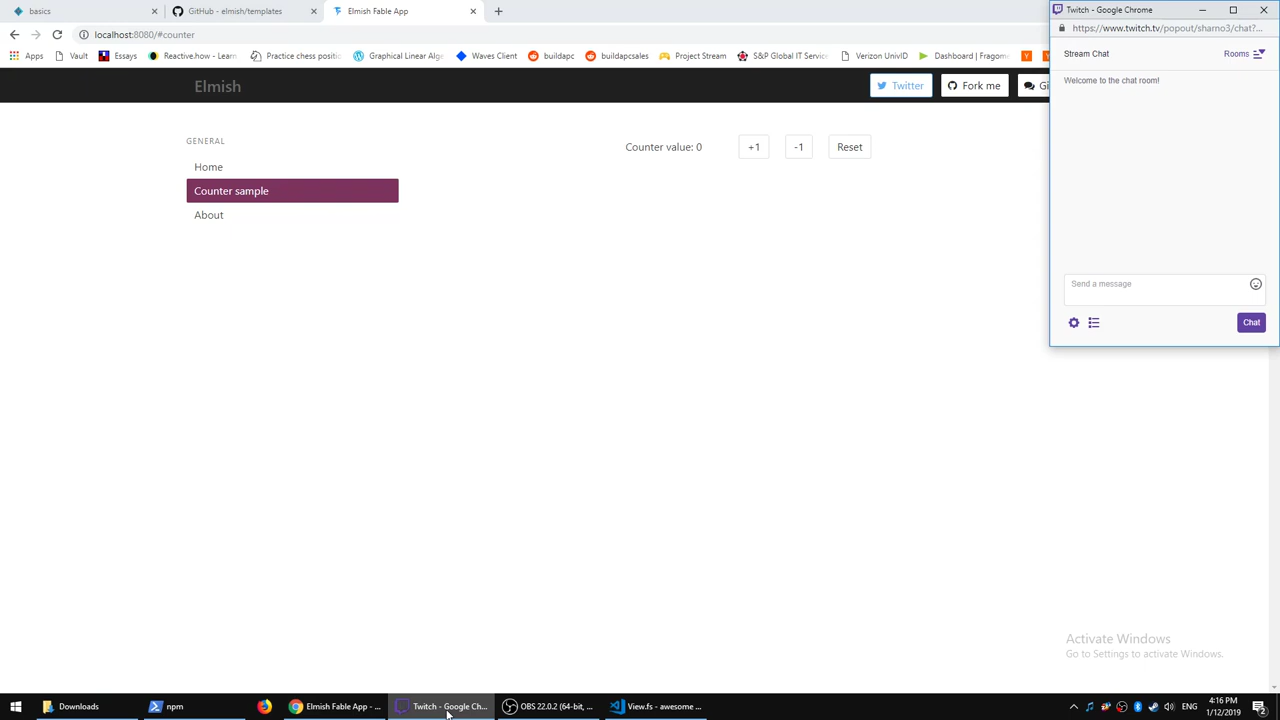 basics
GitHub - elmish/templates
Elmish Fable App
Twitch - Google Chrome
localhost:8080/#counter
https://www.twitch.tv/popout/sharno3/chat?...
Apps
Vault
Essays
Reactive.how - Learn
Practice chess positio
Graphical Linear Alge
Waves Client
buildapc
buildapcsales
Project Stream
S&P Global IT Service
Verizon UnivID
Dashboard | Fragome
Stream Chat
Rooms
Welcome to the chat room!
Elmish
Twitter
Fork me
Gi
GENERAL
Home
Counter sample
About
Counter value: 0
+1
-1
Reset
Send a message
Chat
Activate Windows
Go to Settings to activate Windows.
Downloads
npm
Elmish Fable App - ...
Twitch - Google Ch...
OBS 22.0.2 (64-bit, ...
View.fs - awesome ...
ENG
4:16 PM
1/12/2019
2